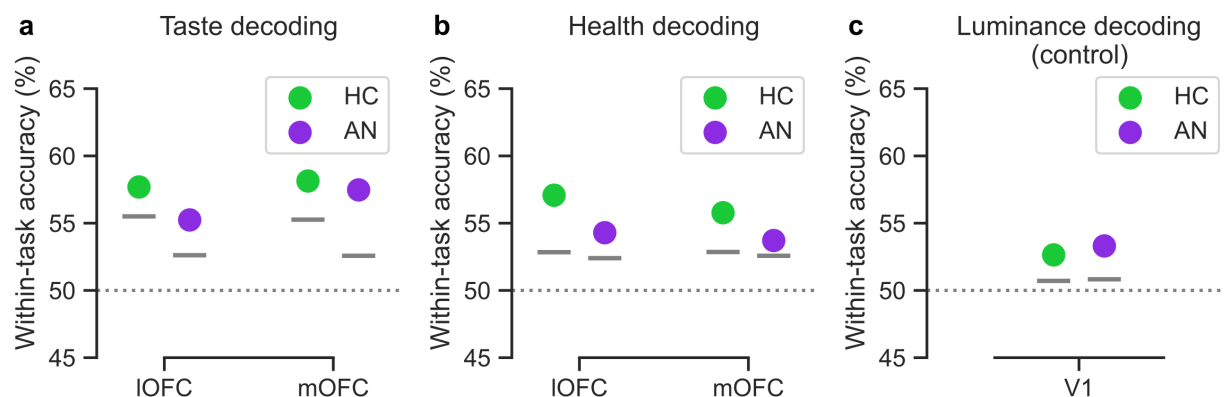 a
Taste decoding
Within-task accuracy (%)
65
60
55
50
45
HC
AN
lOFC
mOFC
b
Health decoding
Within-task accuracy (%)
65
60
55
50
45
HC
AN
lOFC
mOFC
c
Luminance decoding
(control)
Within-task accuracy (%)
65
60
55
50
45
HC
AN
V1